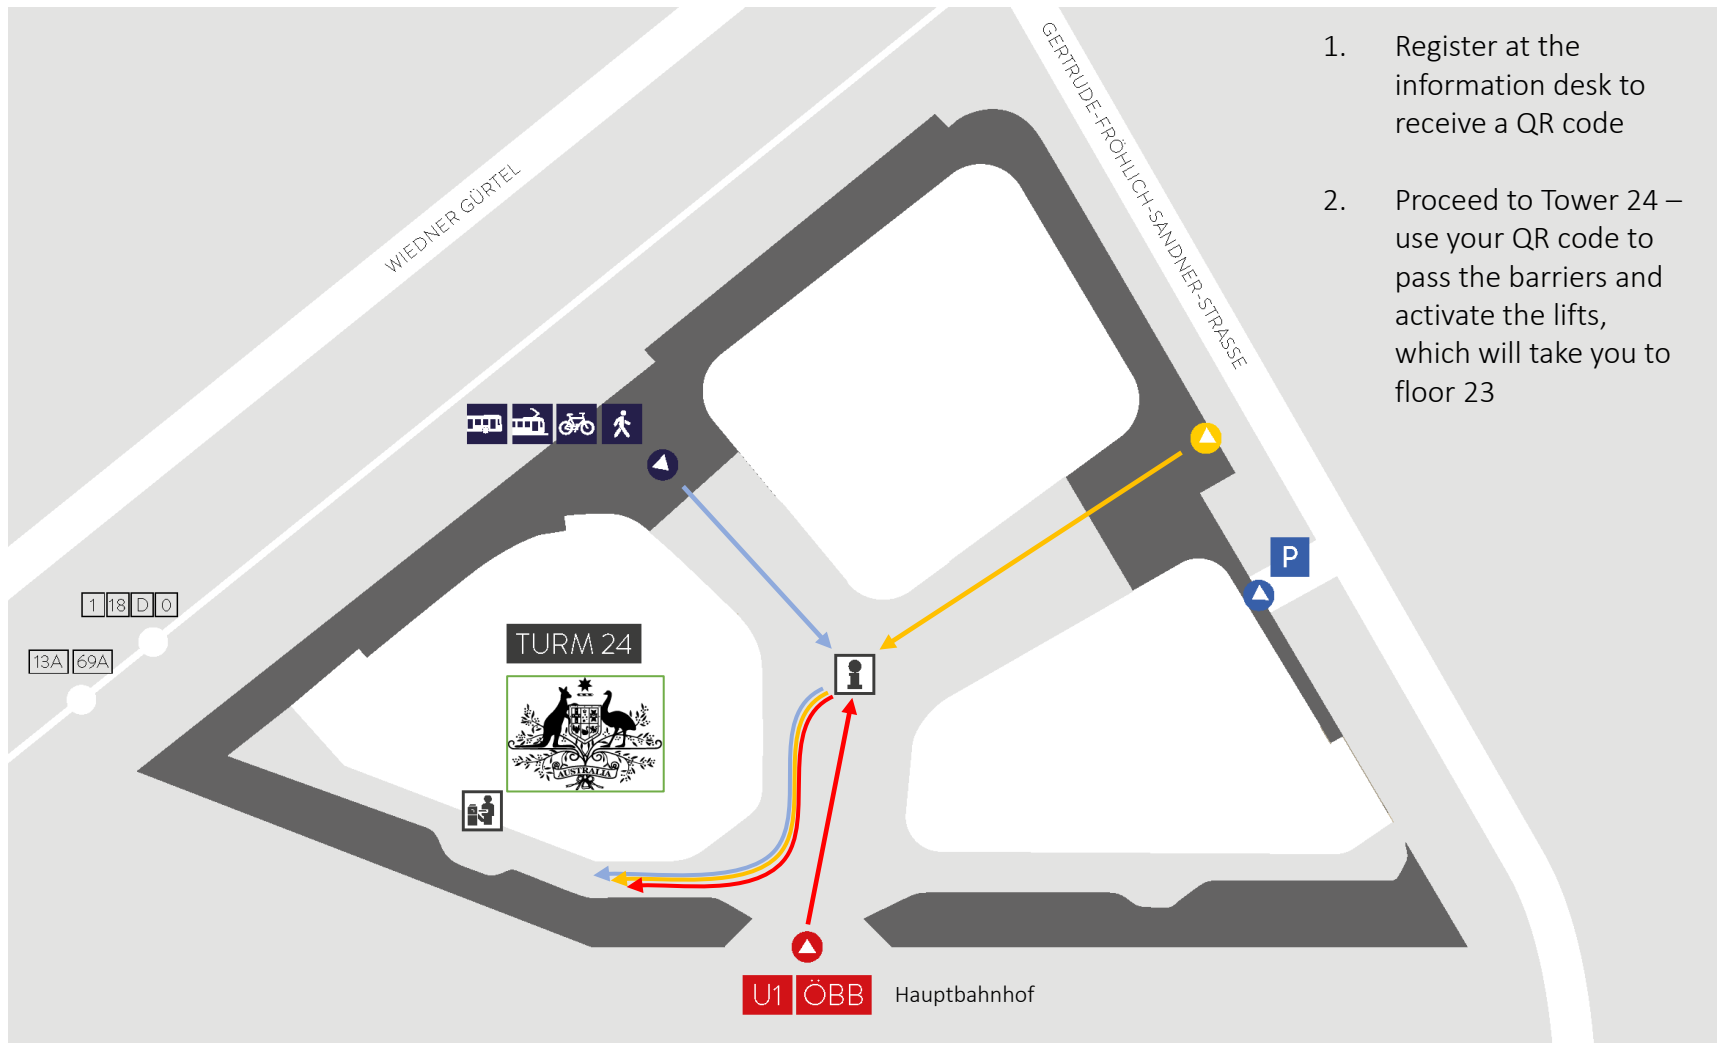 GERTRUDE-FRÖHLICH-SANDNER-STRASSE
1. Register at the
information desk to
receive a QR code
2. Proceed to Tower 24 –
use your QR code to
pass the barriers and
activate the lifts,
which will take you to
floor 23
WIEDNER GÜRTEL
P
1 18 D O
13A 69A
TURM 24
i
AUSTRALIA
U1 ÖBB Hauptbahnhof